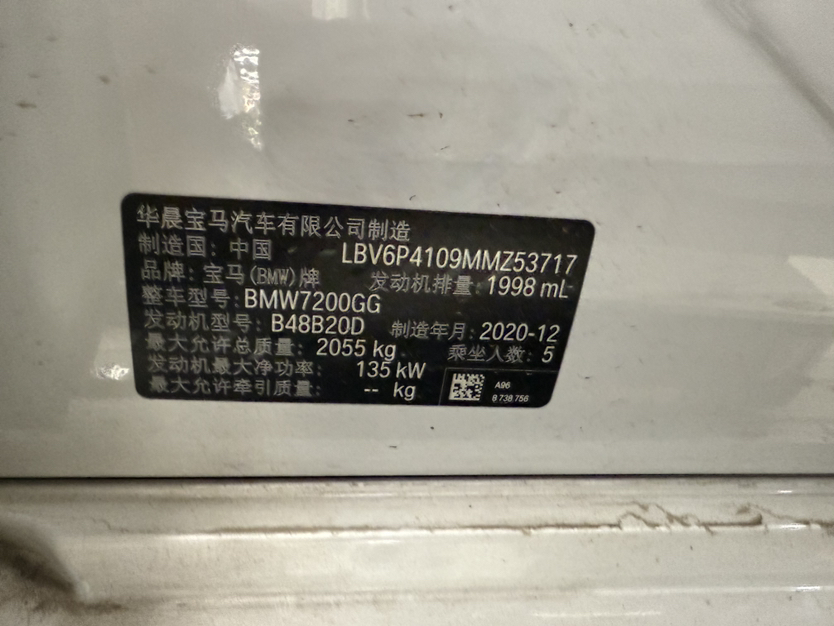 华晨宝马汽车有限公司制造
制造国: 中国 LBV6P4109MMZ53717
品牌: 宝马(BMW)牌 发动机排量: 1998 mL
整车型号: BMW7200GG
发动机型号: B48B20D 制造年月: 2020-12
最大允许总质量: 2055 kg 乘坐人数: 5
发动机最大净功率: 135 kW
最大允许牵引质量: -- kg
A96
8 738 756